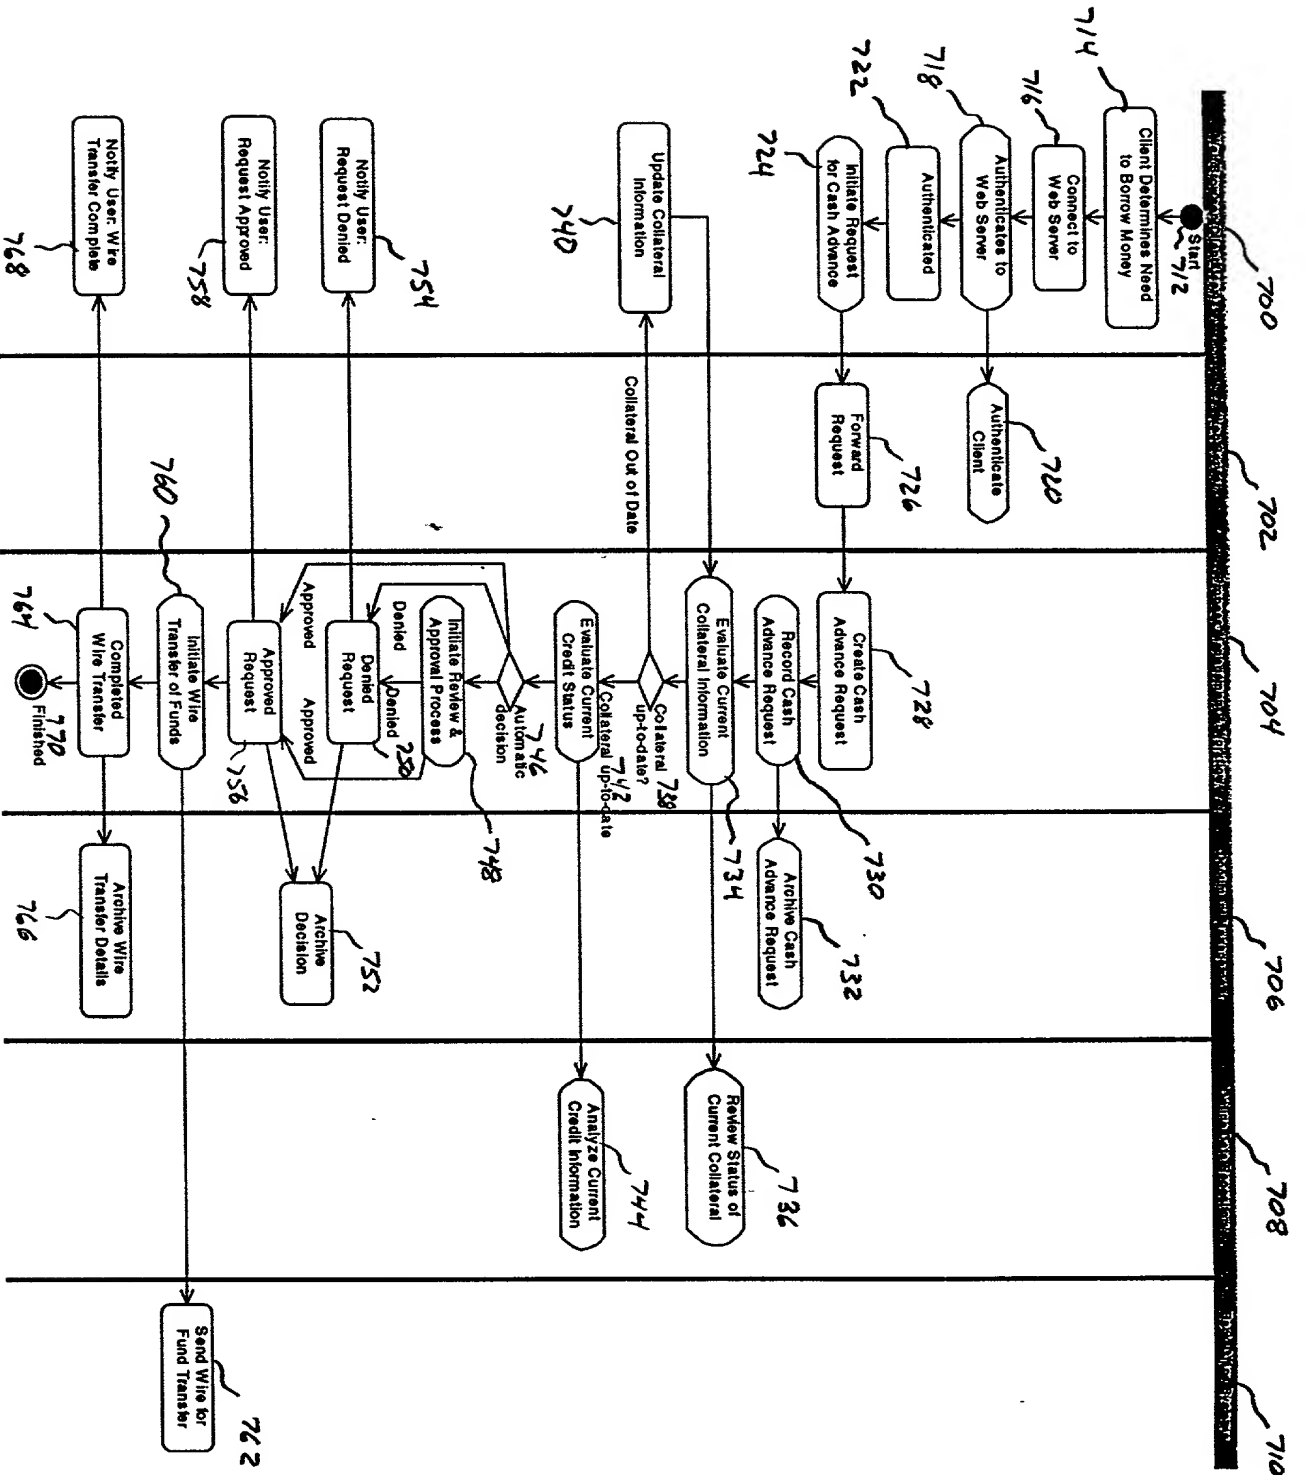 700
702
704
706
708
710
Start
712
714
Client Determines Need
to Borrow Money
716
Connect to
Web Server
718
Authenticates to
Web Server
720
Authenticate
Client
722
Authenticated
724
Initiate Request
for Cash Advance
Forward
Request
726
Create Cash
Advance Request
728
Record Cash
Advance Request
730
Archive Cash
Advance Request
732
Evaluate Current
Collateral Information
734
Review Status of
Current Collateral
736
Collateral
up-to-date?
738
Collateral Out of Date
Update Collateral
Information
740
Collateral up-to-date
742
Evaluate Current
Credit Status
Analyze Current
Credit Information
744
Automatic
decision
746
Initiate Review &
Approval Process
748
Denied
Denied
Denied
Request
750
Archive
Decision
752
Notify User:
Request Denied
754
Approved
Approved
Approved
Request
756
Notify User:
Request Approved
758
760
Initiate Wire
Transfer of Funds
Send Wire for
Fund Transfer
762
Completed
Wire Transfer
764
Archive Wire
Transfer Details
766
Notify User: Wire
Transfer Complete
768
770
Finished